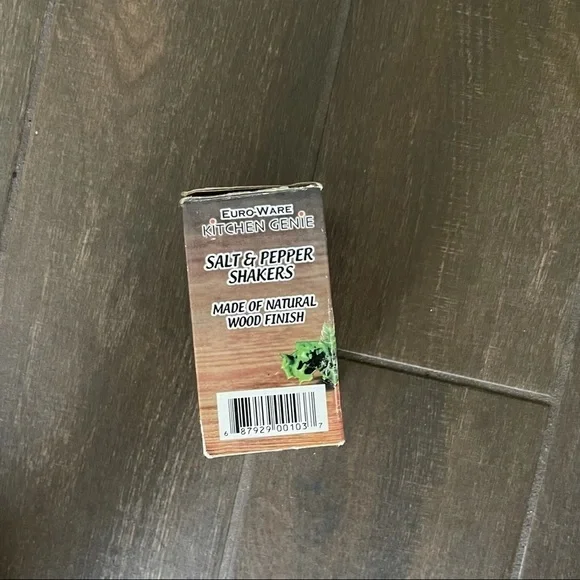 EURO-WARE
KITCHEN GENIE
SALT & PEPPER
SHAKERS
MADE OF NATURAL
WOOD FINISH
6 87929 00103 7